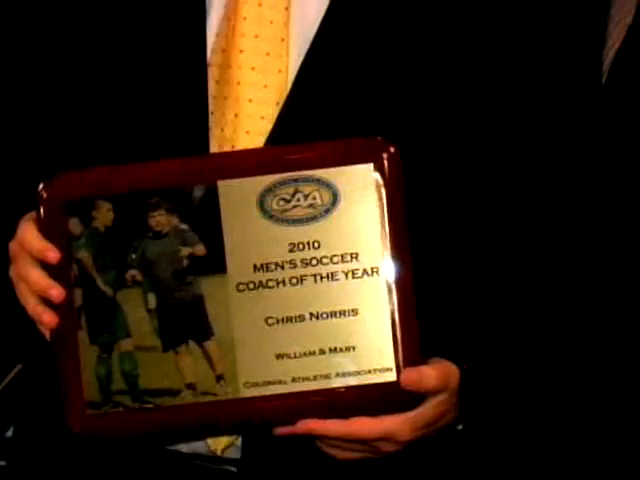 CAA
2010
MEN'S SOCCER
COACH OF THE YEAR
CHRIS NORRIS
WILLIAM & MARY
COLONIAL ATHLETIC ASSOCIATION